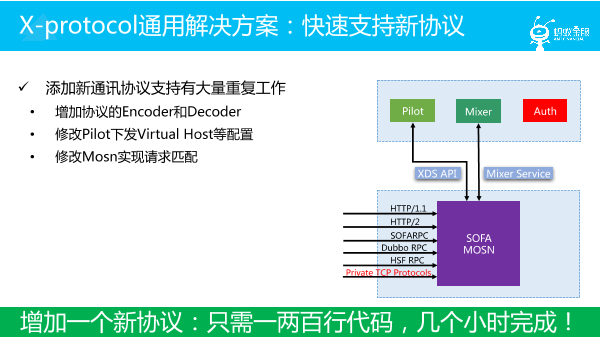 X-protocol通用解决方案：快速支持新协议
蚂蚁金服
ANT FINANCIAL
✓ 添加新通讯协议支持有大量重复工作
• 增加协议的Encoder和Decoder
• 修改Pilot下发Virtual Host等配置
• 修改Mosn实现请求匹配
Pilot
Mixer
Auth
XDS API
Mixer Service
HTTP/1.1
HTTP/2
SOFARPC
Dubbo RPC
HSF RPC
Private TCP Protocols
SOFA
MOSN
增加一个新协议：只需一两百行代码，几个小时完成！